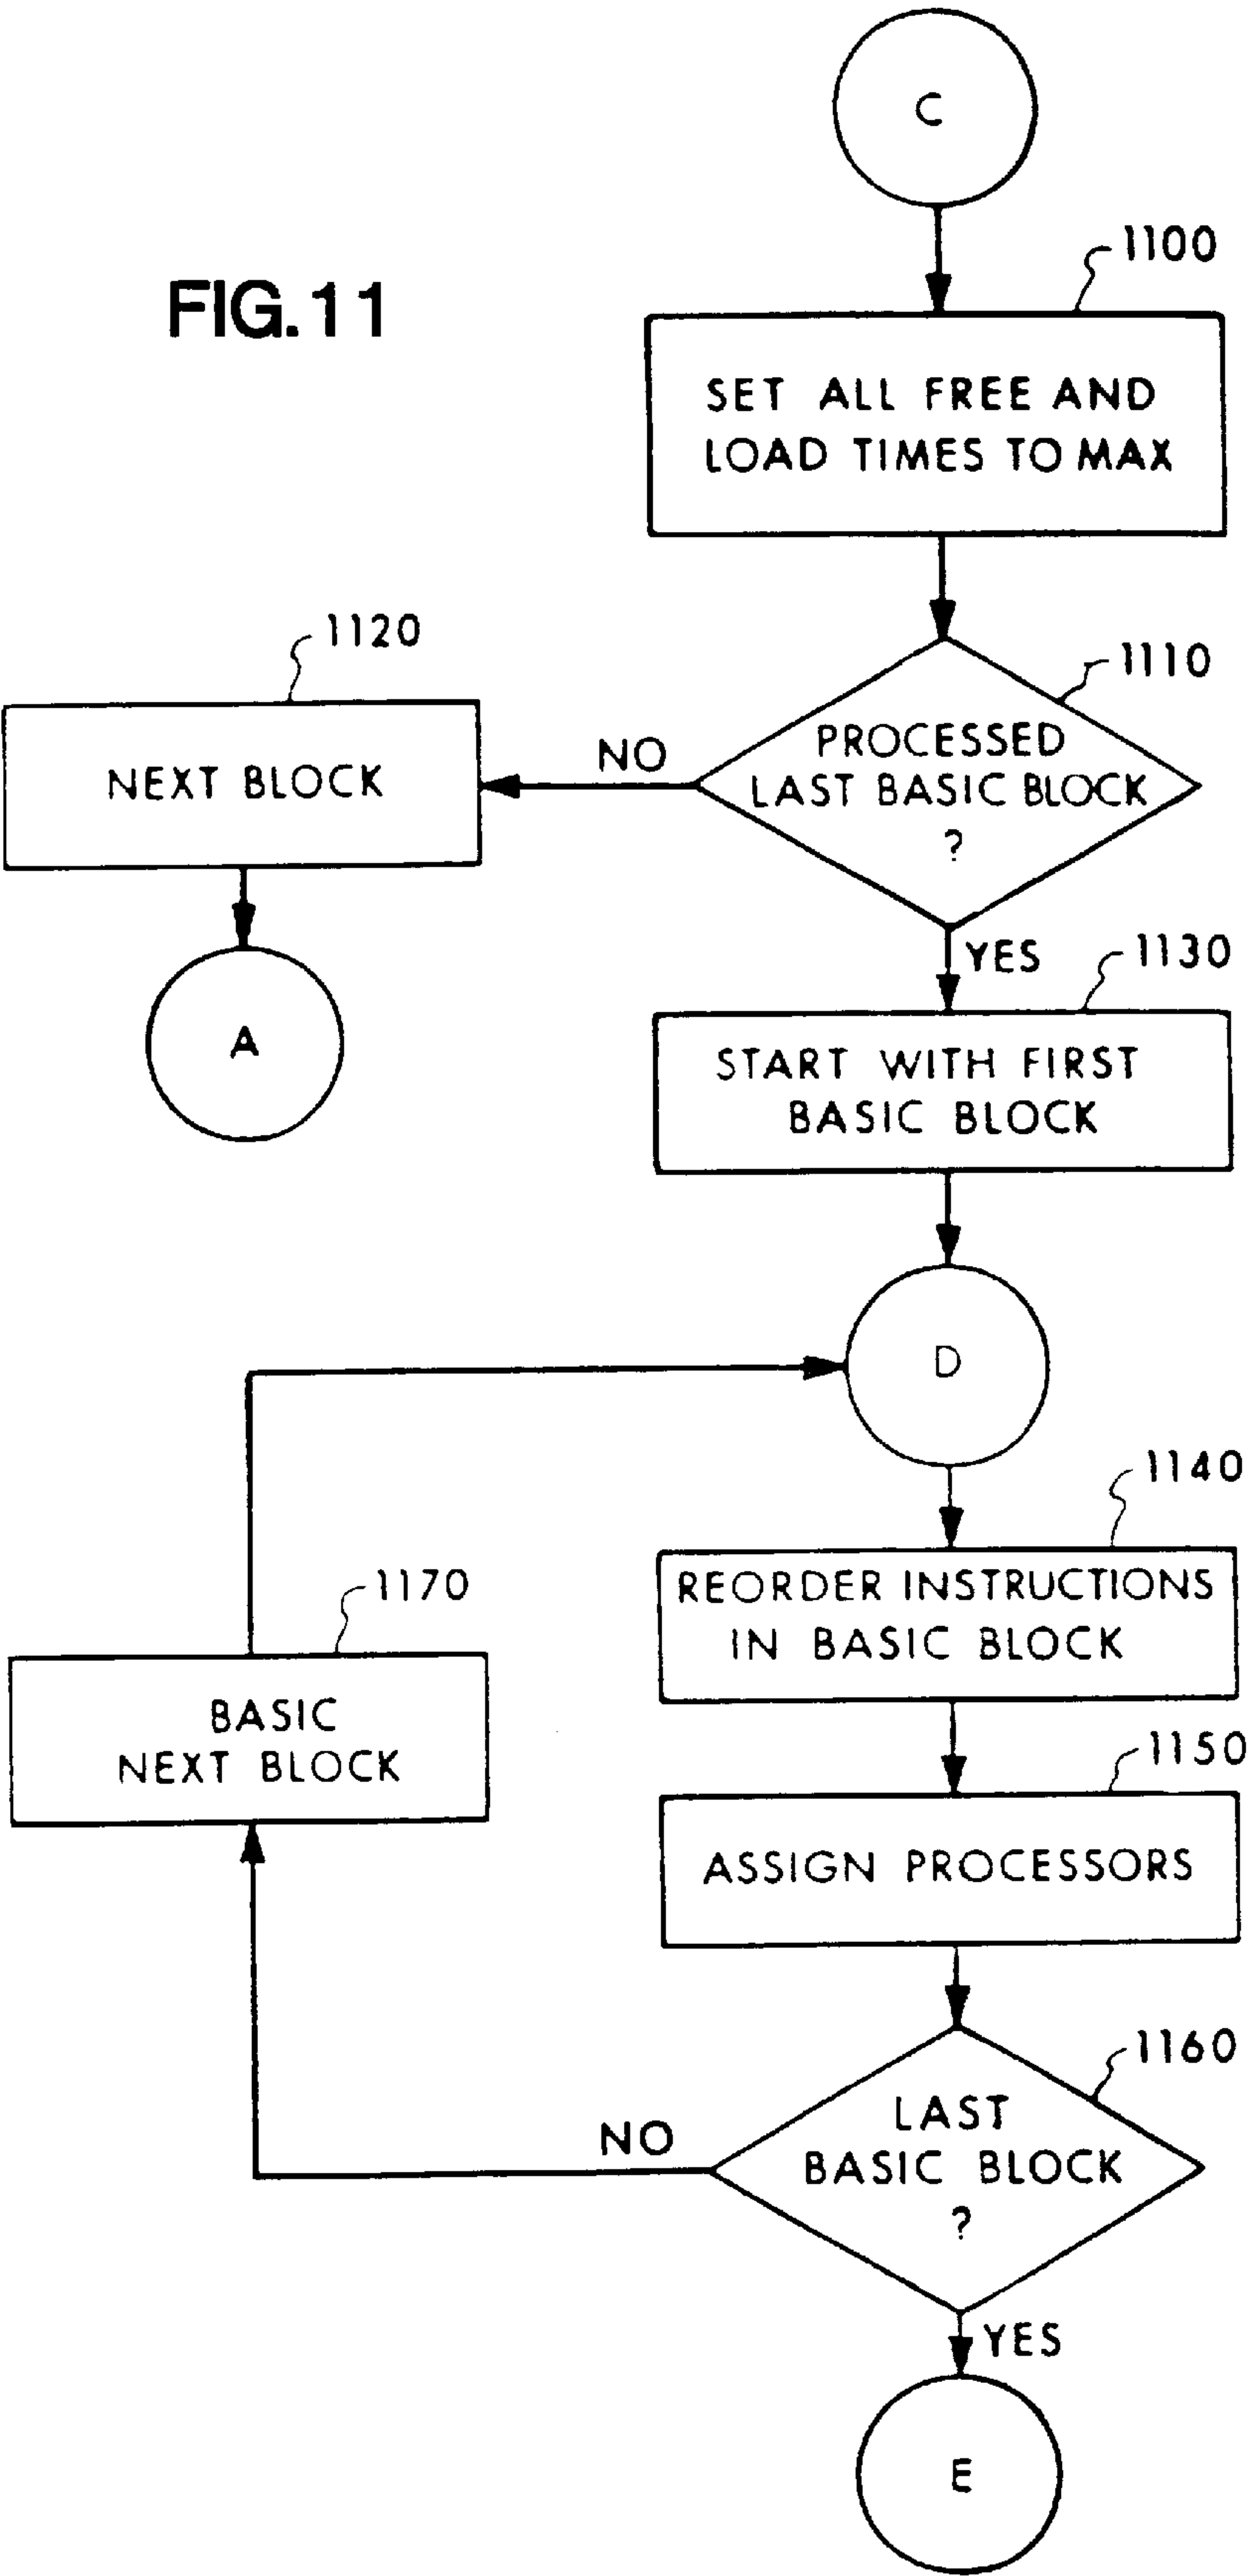 C
1100
FIG.11
SET ALL FREE AND
LOAD TIMES TO MAX
1120
1110
NEXT BLOCK
NO
PROCESSED
LAST BASIC BLOCK
?
YES
1130
A
START WITH FIRST
BASIC BLOCK
D
1140
REORDER INSTRUCTIONS
IN BASIC BLOCK
1170
BASIC
NEXT BLOCK
1150
ASSIGN PROCESSORS
1160
NO
LAST
BASIC BLOCK
?
YES
E